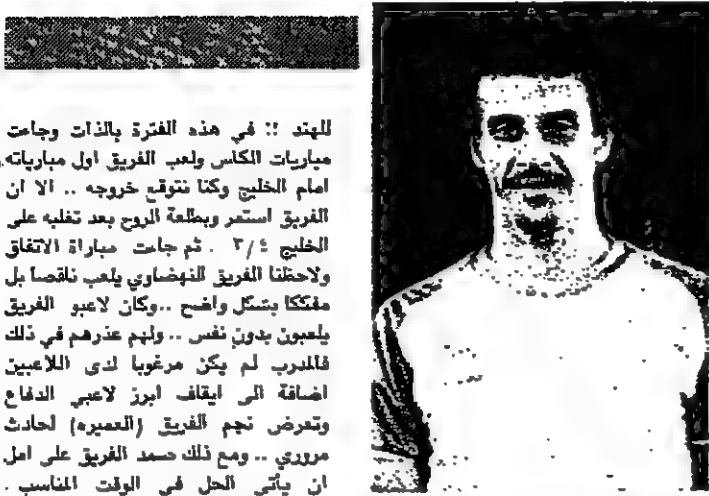 للهند !! في هذه الفترة بالذات وجاءت
مباريات الكاس ولعب الفريق اول مبارياته
امام الخليج وكنا نتوقع خروجه .. الا ان
الفريق استمر وبطلعة الروح بعد تغلبه على
الخليج ٣/٤ . ثم جاءت مباراة الاتفاق
ولاحظنا الفريق النهضاوي يلعب ناقصا بل
مفككا بشكل واضح ..وكان لاعبو الفريق
يلعبون بدون نفس .. ولهم عذرهم في ذلك
فالمدرب لم يكن مرغوبا لدى اللاعبين
اضافة الى ايقاف ابرز لاعبي الدفاع
وتعرض نجم الفريق (العميره) لحادث
مروري .. ومع ذلك صمد الفريق على امل
ان يأتي الحل في الوقت المناسب .